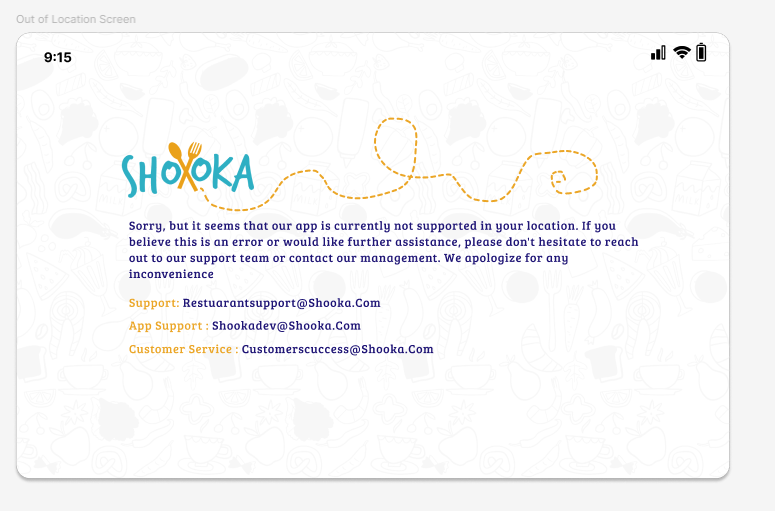 Out of Location Screen
9:15
SHOOKA
Sorry, but it seems that our app is currently not supported in your location. If you
believe this is an error or would like further assistance, please don't hesitate to reach
out to our support team or contact our management. We apologize for any
inconvenience
Support: Restuarantsupport@Shooka.Com
App Support : Shookadev@Shooka.Com
Customer Service : Customerscuccess@Shooka.Com